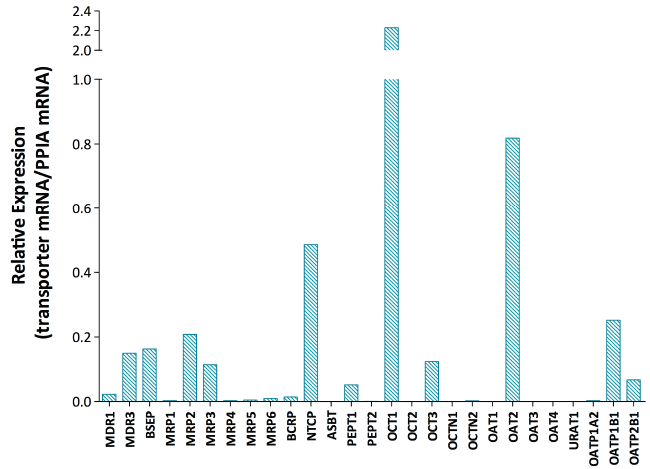 Relative Expression
(transporter mRNA/PPIA mRNA)
2.4
2.2
2.0
1.0
0.8
0.6
0.4
0.2
0.0
MDR1
MDR3
BSEP
MRP1
MRP2
MRP3
MRP4
MRP5
MRP6
BCRP
NTCP
ASBT
PEPT1
PEPT2
OCT1
OCT2
OCT3
OCTN1
OCTN2
OAT1
OAT2
OAT3
OAT4
URAT1
OATP1A2
OATP1B1
OATP2B1